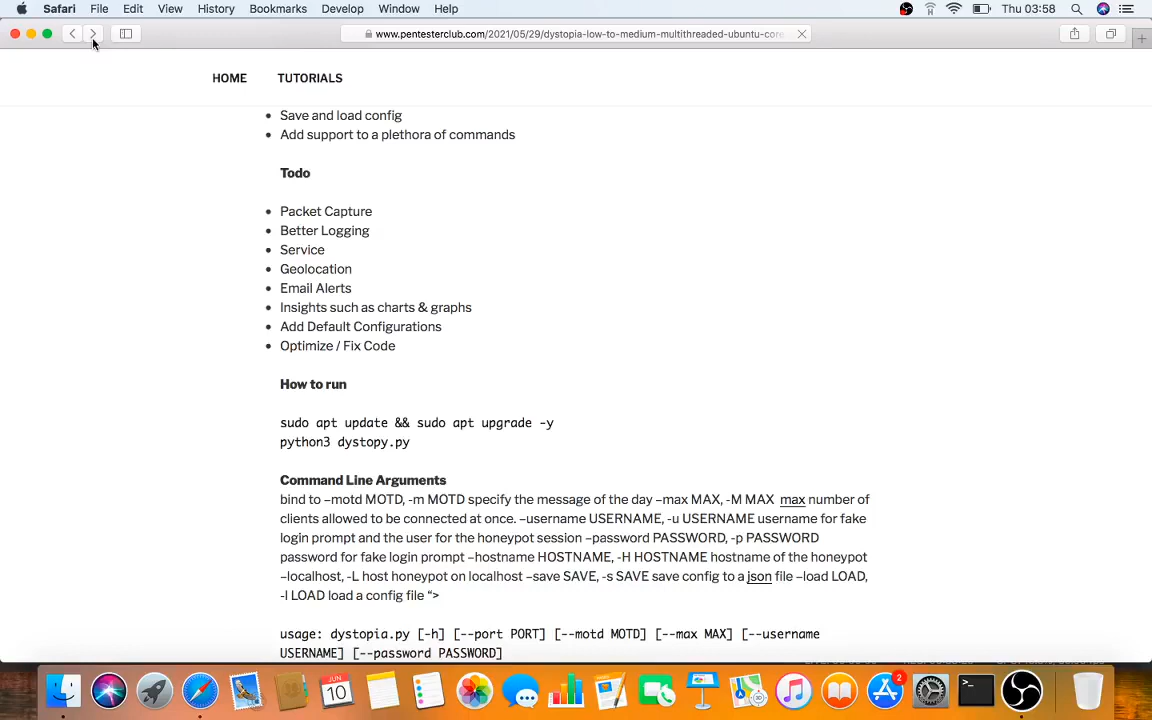 Safari File Edit View History Bookmarks Develop Window Help Thu 03:58
www.pentesterclub.com/2021/05/29/dystopia-low-to-medium-multithreaded-ubuntu-core-
HOME TUTORIALS
• Save and load config
• Add support to a plethora of commands
Todo
• Packet Capture
• Better Logging
• Service
• Geolocation
• Email Alerts
• Insights such as charts & graphs
• Add Default Configurations
• Optimize / Fix Code
How to run
sudo apt update && sudo apt upgrade -y
python3 dystopy.py
Command Line Arguments
bind to –motd MOTD, -m MOTD specify the message of the day –max MAX, -M MAX max number of
clients allowed to be connected at once. –username USERNAME, -u USERNAME username for fake
login prompt and the user for the honeypot session –password PASSWORD, -p PASSWORD
password for fake login prompt –hostname HOSTNAME, -H HOSTNAME hostname of the honeypot
–localhost, -L host honeypot on localhost –save SAVE, -s SAVE save config to a json file –load LOAD,
-l LOAD load a config file “>
usage: dystopia.py [-h] [--port PORT] [--motd MOTD] [--max MAX] [--username
USERNAME] [--password PASSWORD]
JUN
10
2